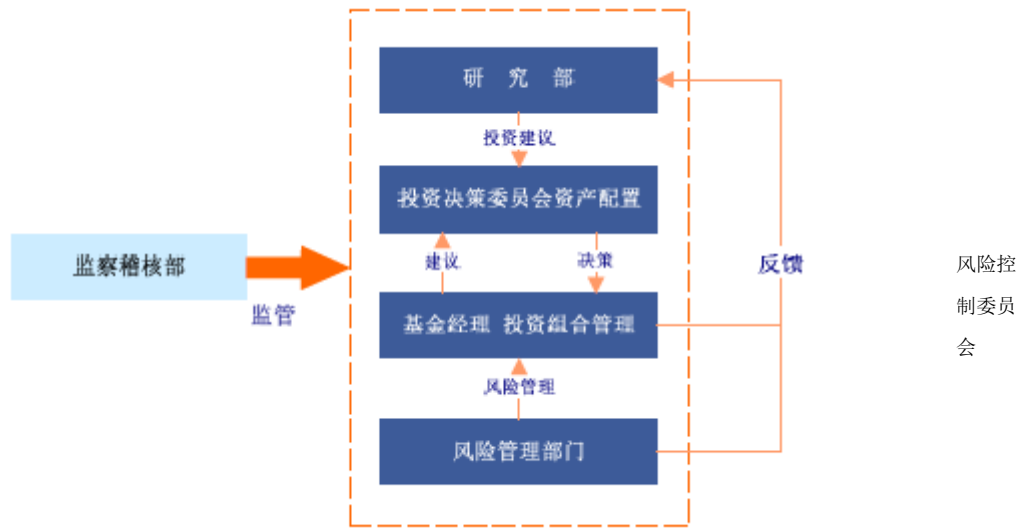 研 究 部
投资建议
投资决策委员会资产配置
建议
决策
监察稽核部
监管
反馈
风险控
制委员
会
基金经理 投资组合管理
风险管理
风险管理部门